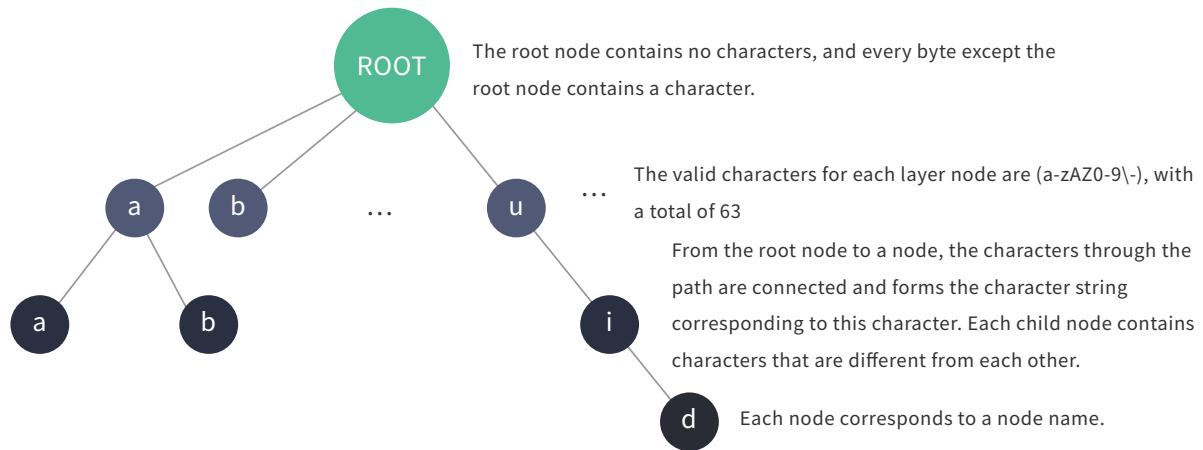 ROOT
The root node contains no characters, and every byte except the
root node contains a character.
a
b
...
u
...
The valid characters for each layer node are (a-zAZ0-9\-), with
a total of 63
From the root node to a node, the characters through the
path are connected and forms the character string
corresponding to this character. Each child node contains
characters that are different from each other.
a
b
i
d
Each node corresponds to a node name.